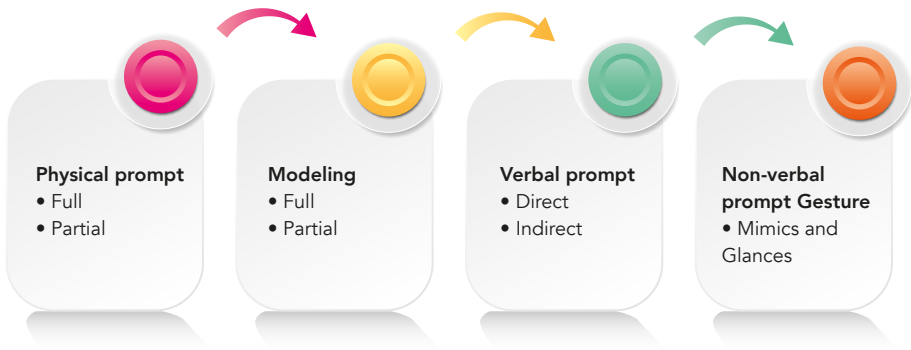 Physical prompt
• Full
• Partial
Modeling
• Full
• Partial
Verbal prompt
• Direct
• Indirect
Non-verbal
prompt Gesture
• Mimics and
Glances